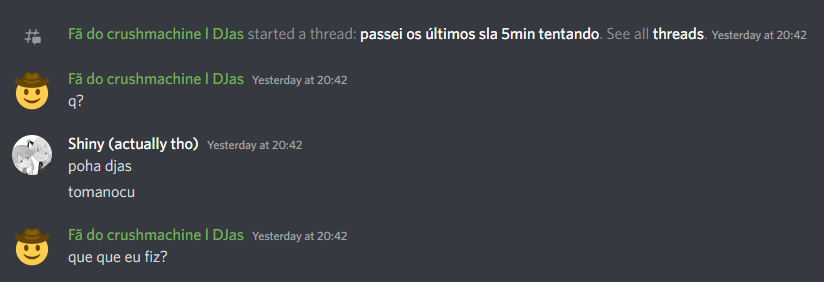 Fã do crushmachine l DJas started a thread: passei os últimos sla 5min tentando. See all threads. Yesterday at 20:42
Fã do crushmachine l DJas Yesterday at 20:42
q?
Shiny (actually tho) Yesterday at 20:42
poha djas
tomanocu
Fã do crushmachine l DJas Yesterday at 20:42
que que eu fiz?